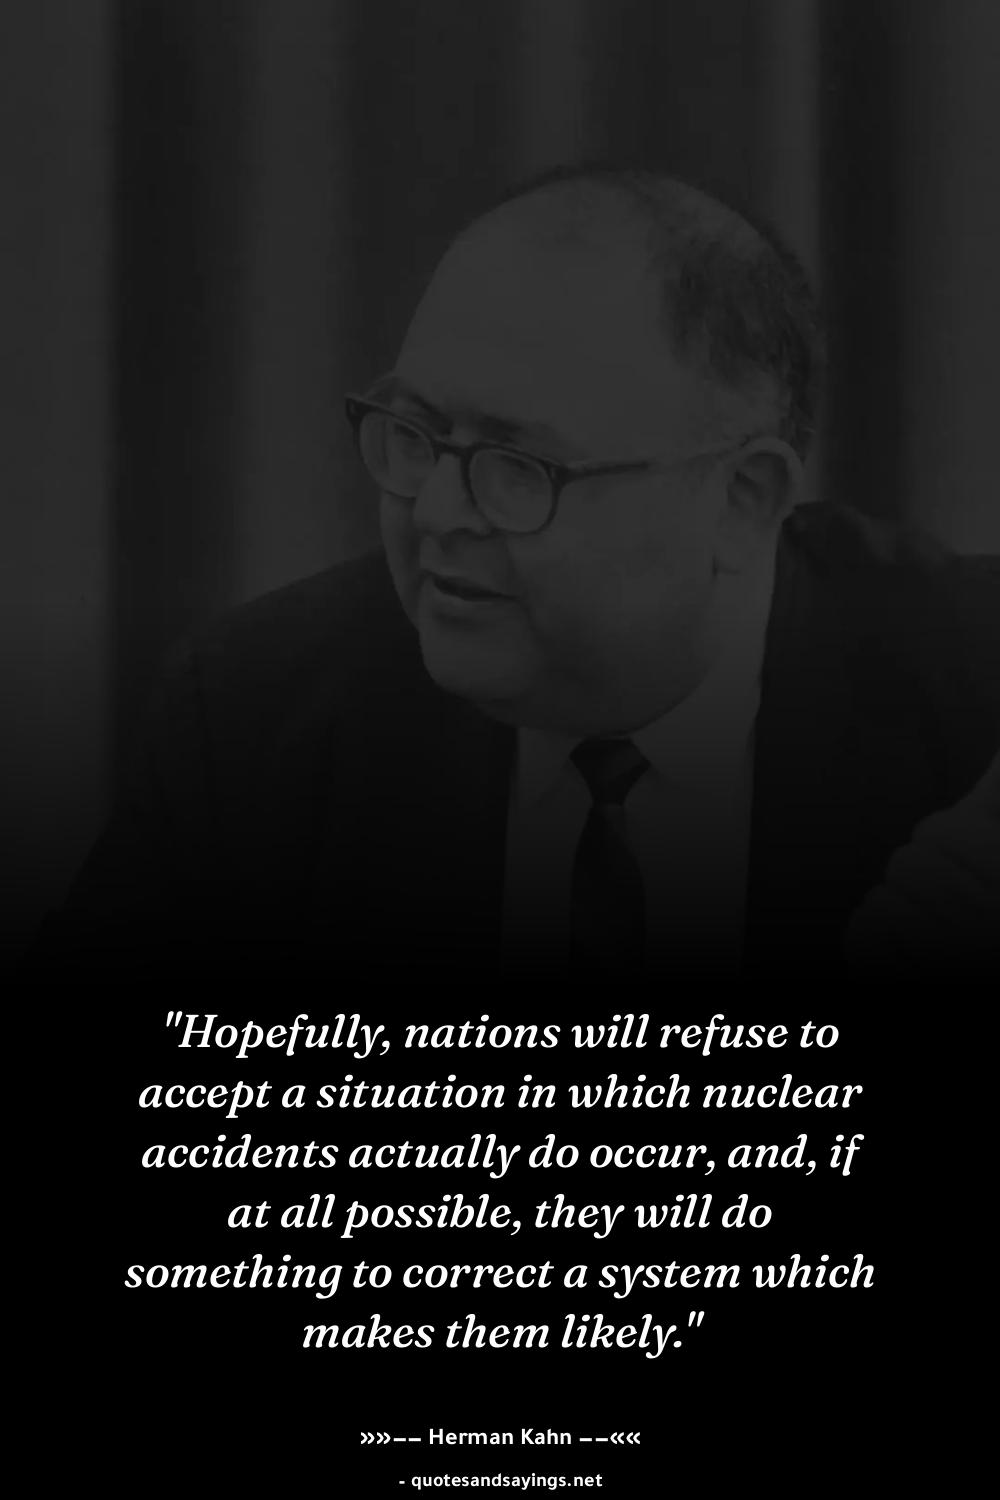 "Hopefully, nations will refuse to
accept a situation in which nuclear
accidents actually do occur, and, if
at all possible, they will do
something to correct a system which
makes them likely."
»»−− Herman Kahn −−««
- quotesandsayings.net